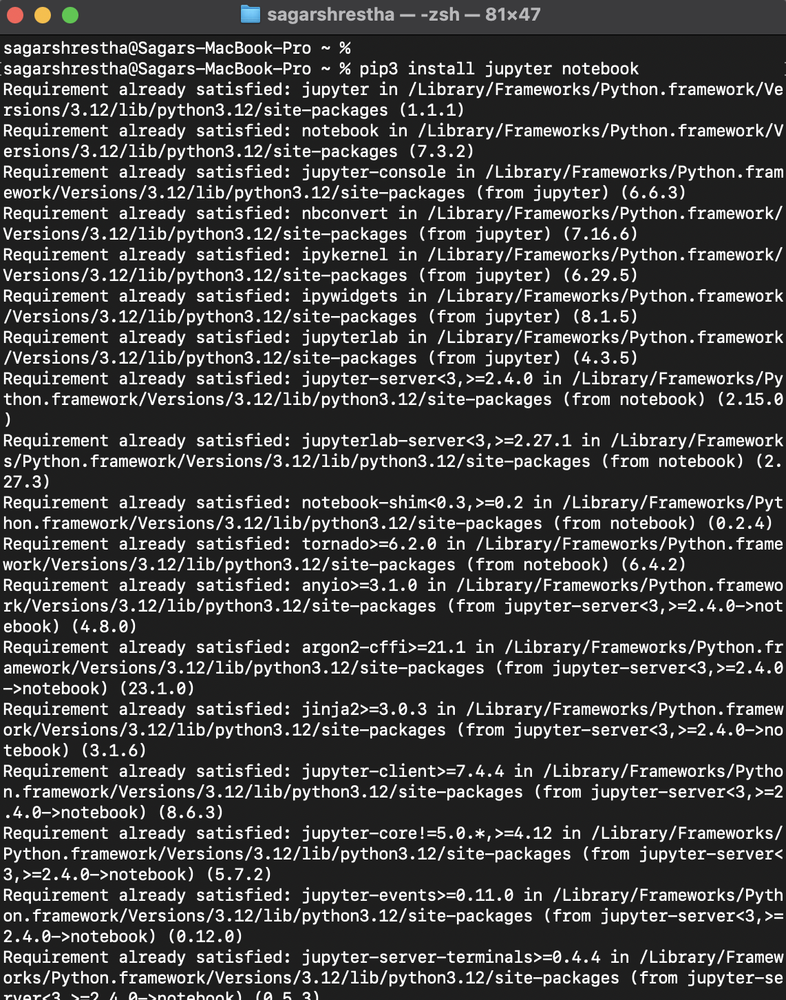 sagarshrestha — -zsh — 81×47
sagarshrestha@Sagars-MacBook-Pro ~ %
sagarshrestha@Sagars-MacBook-Pro ~ % pip3 install jupyter notebook
Requirement already satisfied: jupyter in /Library/Frameworks/Python.framework/Ve
rsions/3.12/lib/python3.12/site-packages (1.1.1)
Requirement already satisfied: notebook in /Library/Frameworks/Python.framework/V
ersions/3.12/lib/python3.12/site-packages (7.3.2)
Requirement already satisfied: jupyter-console in /Library/Frameworks/Python.fram
ework/Versions/3.12/lib/python3.12/site-packages (from jupyter) (6.6.3)
Requirement already satisfied: nbconvert in /Library/Frameworks/Python.framework/
Versions/3.12/lib/python3.12/site-packages (from jupyter) (7.16.6)
Requirement already satisfied: ipykernel in /Library/Frameworks/Python.framework/
Versions/3.12/lib/python3.12/site-packages (from jupyter) (6.29.5)
Requirement already satisfied: ipywidgets in /Library/Frameworks/Python.framework
/Versions/3.12/lib/python3.12/site-packages (from jupyter) (8.1.5)
Requirement already satisfied: jupyterlab in /Library/Frameworks/Python.framework
/Versions/3.12/lib/python3.12/site-packages (from jupyter) (4.3.5)
Requirement already satisfied: jupyter-server<3,>=2.4.0 in /Library/Frameworks/Py
thon.framework/Versions/3.12/lib/python3.12/site-packages (from notebook) (2.15.0
)
Requirement already satisfied: jupyterlab-server<3,>=2.27.1 in /Library/Framework
s/Python.framework/Versions/3.12/lib/python3.12/site-packages (from notebook) (2.
27.3)
Requirement already satisfied: notebook-shim<0.3,>=0.2 in /Library/Frameworks/Pyt
hon.framework/Versions/3.12/lib/python3.12/site-packages (from notebook) (0.2.4)
Requirement already satisfied: tornado>=6.2.0 in /Library/Frameworks/Python.frame
work/Versions/3.12/lib/python3.12/site-packages (from notebook) (6.4.2)
Requirement already satisfied: anyio>=3.1.0 in /Library/Frameworks/Python.framewo
rk/Versions/3.12/lib/python3.12/site-packages (from jupyter-server<3,>=2.4.0->not
ebook) (4.8.0)
Requirement already satisfied: argon2-cffi>=21.1 in /Library/Frameworks/Python.fr
amework/Versions/3.12/lib/python3.12/site-packages (from jupyter-server<3,>=2.4.0
->notebook) (23.1.0)
Requirement already satisfied: jinja2>=3.0.3 in /Library/Frameworks/Python.framew
ork/Versions/3.12/lib/python3.12/site-packages (from jupyter-server<3,>=2.4.0->no
tebook) (3.1.6)
Requirement already satisfied: jupyter-client>=7.4.4 in /Library/Frameworks/Pytho
n.framework/Versions/3.12/lib/python3.12/site-packages (from jupyter-server<3,>=2
.4.0->notebook) (8.6.3)
Requirement already satisfied: jupyter-core!=5.0.*,>=4.12 in /Library/Frameworks/
Python.framework/Versions/3.12/lib/python3.12/site-packages (from jupyter-server<
3,>=2.4.0->notebook) (5.7.2)
Requirement already satisfied: jupyter-events>=0.11.0 in /Library/Frameworks/Pyth
on.framework/Versions/3.12/lib/python3.12/site-packages (from jupyter-server<3,>=
2.4.0->notebook) (0.12.0)
Requirement already satisfied: jupyter-server-terminals>=0.4.4 in /Library/Framew
orks/Python.framework/Versions/3.12/lib/python3.12/site-packages (from jupyter-se
rver<3,>=2.4.0->notebook) (0.5.3)